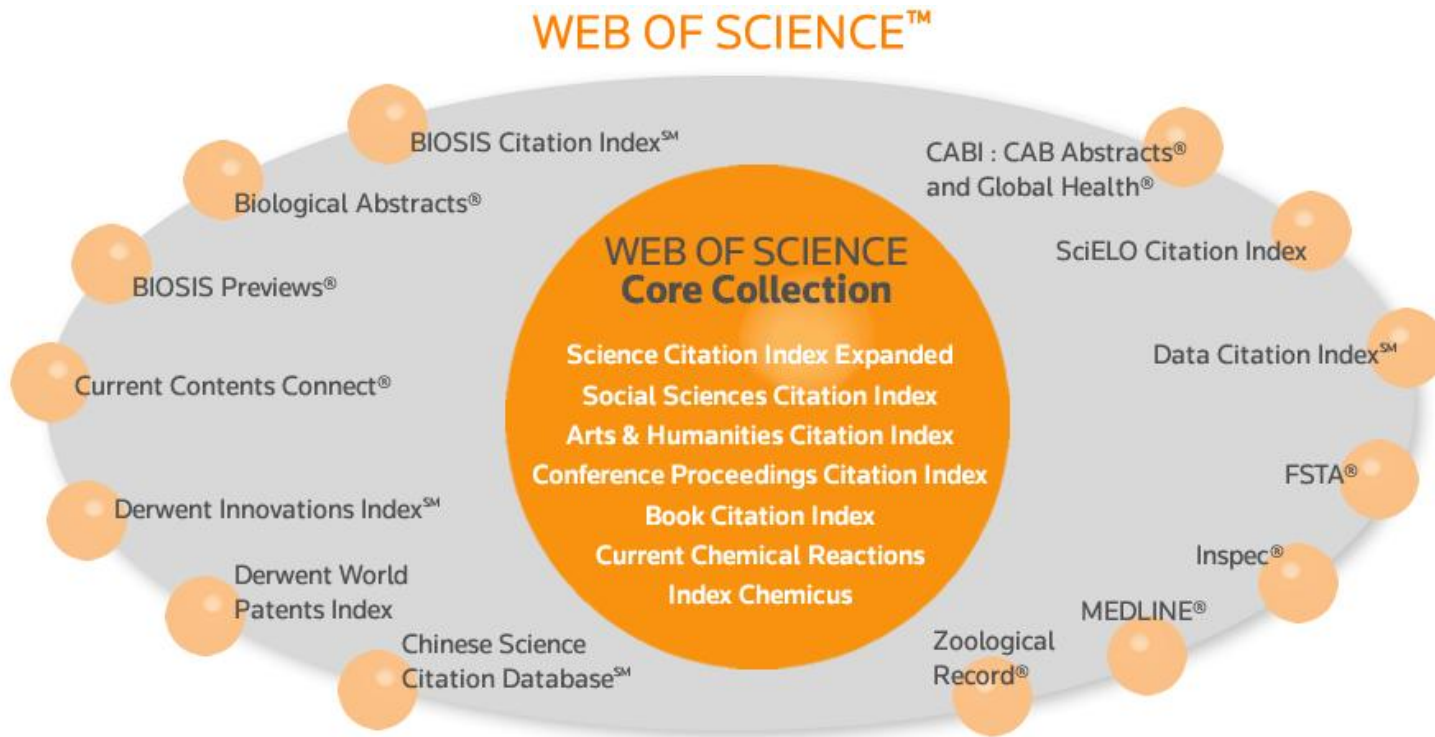 WEB OF SCIENCE™
BIOSIS Citation Index℠
Biological Abstracts®
BIOSIS Previews®
Current Contents Connect®
Derwent Innovations Index℠
Derwent World
Patents Index
Chinese Science
Citation Database℠
WEB OF SCIENCE
Core Collection
Science Citation Index Expanded
Social Sciences Citation Index
Arts & Humanities Citation Index
Conference Proceedings Citation Index
Book Citation Index
Current Chemical Reactions
Index Chemicus
CABI : CAB Abstracts®
and Global Health®
SciELO Citation Index
Data Citation Index℠
FSTA®
Inspec®
MEDLINE®
Zoological
Record®